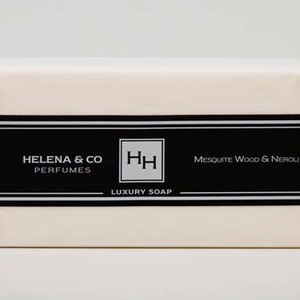 HELENA & CO
PERFUMES
HH
LUXURY SOAP
MESQUITE WOOD & NEROLI